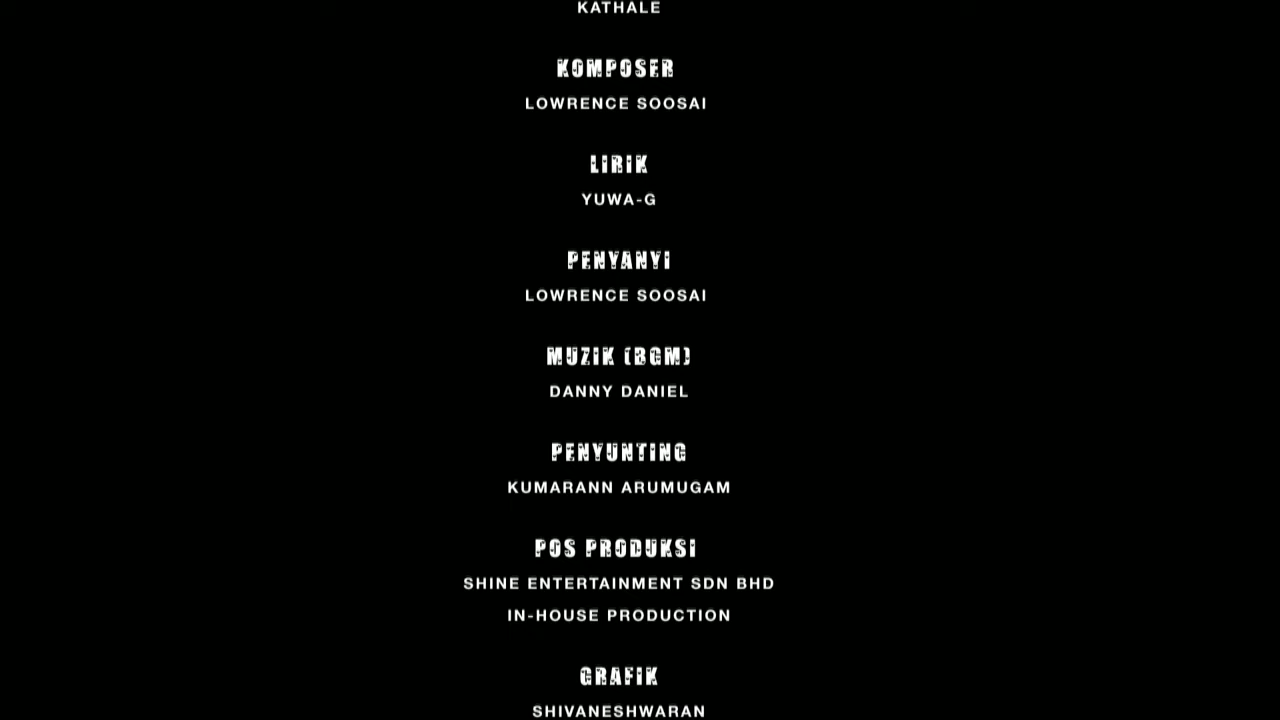 KATHALE
KOMPOSER
LOWRENCE SOOSAI
LIRIK
YUWA-G
PENYANYI
LOWRENCE SOOSAI
MUZIK (BGM)
DANNY DANIEL
PENYUNTING
KUMARANN ARUMUGAM
POS PRODUKSI
SHINE ENTERTAINMENT SDN BHD
IN-HOUSE PRODUCTION
GRAFIK
SHIVANESHWARAN